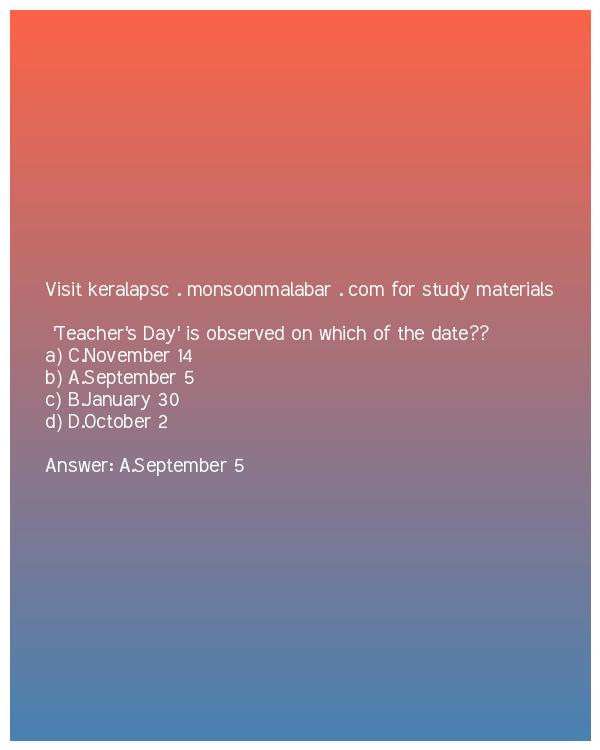 Visit keralapsc . monsoonmalabar . com for study materials
'Teacher's Day' is observed on which of the date??
a) C.November 14
b) A.September 5
c) B.January 30
d) D.October 2
Answer: A.September 5